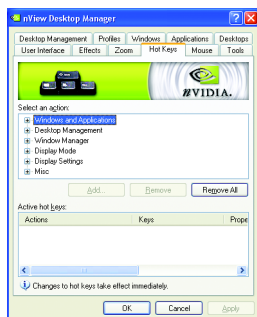 nView Desktop Manager
Desktop Management Profiles Windows Applications Desktops
User Interface Effects Zoom Hot Keys Mouse Tools
NVIDIA.
Select an action:
Windows and Applications
Desktop Management
Window Manager
Display Mode
Display Settings
Misc
Add... Remove Remove All
Active hot keys:
Actions Keys Prope
Changes to hot keys take effect immediately.
OK Cancel Apply